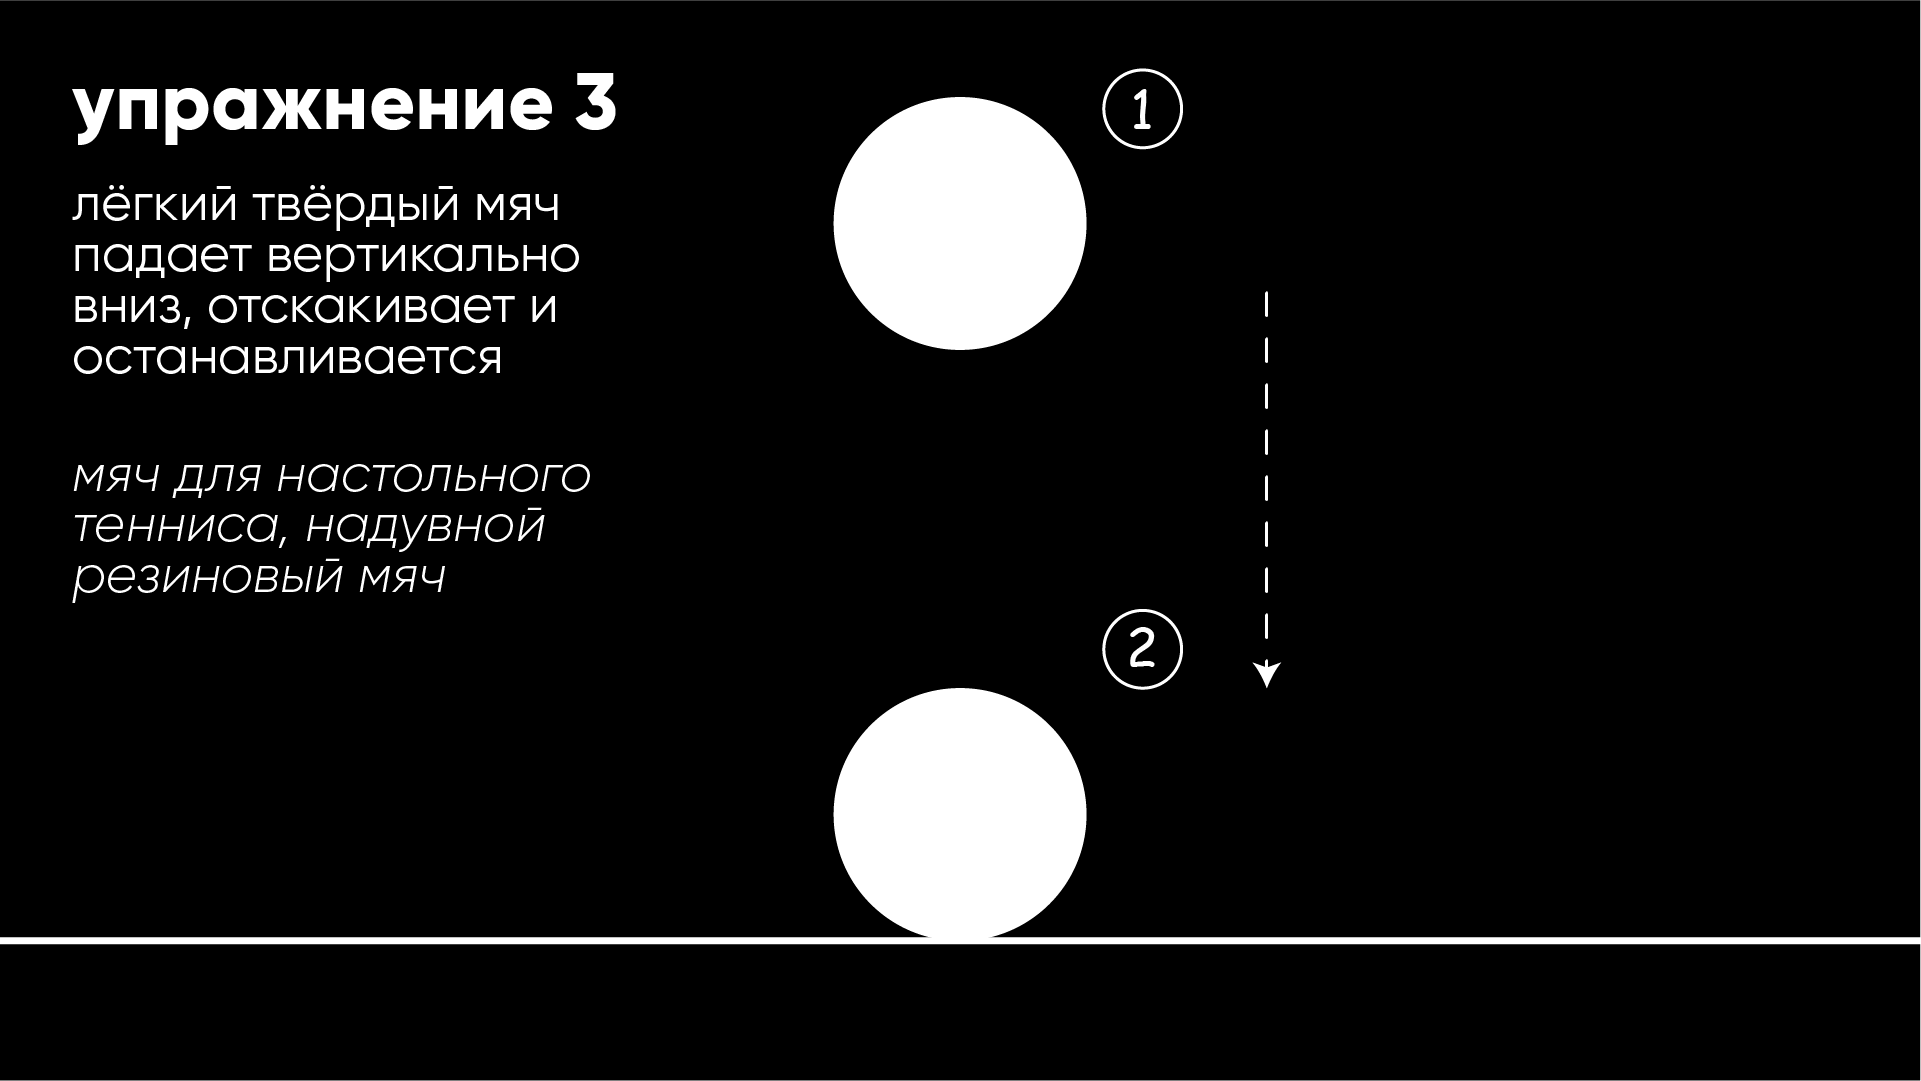 упражнение 3
лёгкий твёрдый мяч
падает вертикально
вниз, отскакивает и
останавливается
мяч для настольного
тенниса, надувной
резиновый мяч
1
2